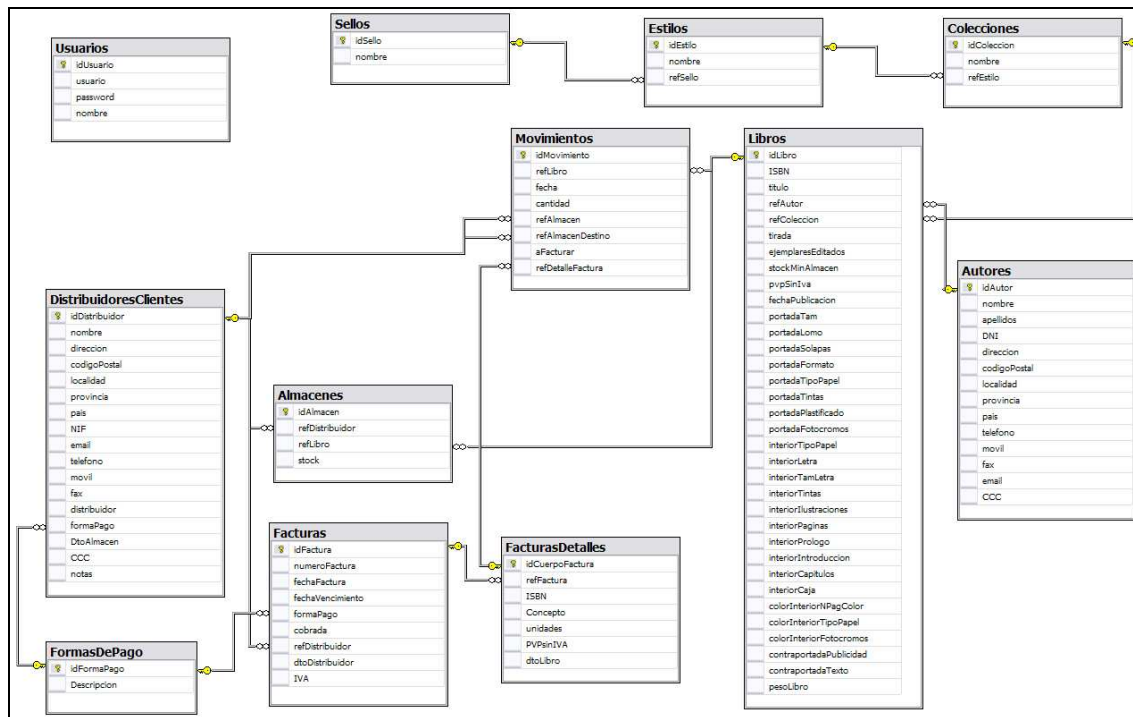 Usuarios
idUsuario
usuario
password
nombre
Sellos
idSello
nombre
Estilos
idEstilo
nombre
refSello
Colecciones
idColeccion
nombre
refEstilo
Movimientos
idMovimiento
refLibro
fecha
cantidad
refAlmacen
refAlmacenDestino
aFacturar
refDetalleFactura
Libros
idLibro
ISBN
titulo
refAutor
refColeccion
tirada
ejemplaresEditados
stockMinAlmacen
pvpSinIva
fechaPublicacion
portadaTam
portadaLomo
portadaSolapas
portadaFormato
portadaTipoPapel
portadaTintas
portadaPlastificado
portadaFotocromos
interiorTipoPapel
interiorLetra
interiorTamLetra
interiorTintas
interiorIlustraciones
interiorPaginas
interiorPrologo
interiorIntroduccion
interiorCapitulos
interiorCaja
colorInteriorNPagColor
colorInteriorTipoPapel
colorInteriorFotocromos
contraportadaPublicidad
contraportadaTexto
pesoLibro
Autores
idAutor
nombre
apellidos
DNI
direccion
codigoPostal
localidad
provincia
pais
telefono
movil
fax
email
CCC
DistribuidoresClientes
idDistribuidor
nombre
direccion
codigoPostal
localidad
provincia
pais
NIF
email
telefono
movil
fax
distribuidor
formaPago
DtoAlmacen
CCC
notas
Almacenes
idAlmacen
refDistribuidor
refLibro
stock
Facturas
idFactura
numeroFactura
fechaFactura
fechaVencimiento
formaPago
cobrada
refDistribuidor
dtoDistribuidor
IVA
FacturasDetalles
idCuerpoFactura
refFactura
ISBN
Concepto
unidades
PVPsinIVA
dtoLibro
FormasDePago
idFormaPago
Descripcion